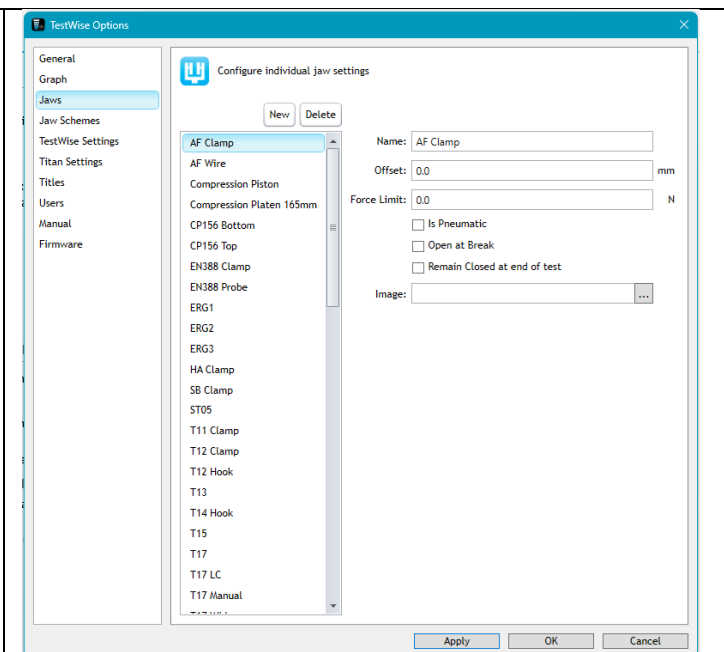 TestWise Options
General
Graph
Jaws
Jaw Schemes
TestWise Settings
Titan Settings
Titles
Users
Manual
Firmware
Configure individual jaw settings
New Delete
AF Clamp
AF Wire
Compression Piston
Compression Platen 165mm
CP156 Bottom
CP156 Top
EN388 Clamp
EN388 Probe
ERG1
ERG2
ERG3
HA Clamp
SB Clamp
ST05
T11 Clamp
T12 Clamp
T12 Hook
T13
T14 Hook
T15
T17
T17 LC
T17 Manual
Name: AF Clamp
Offset: 0.0 mm
Force Limit: 0.0 N
Is Pneumatic
Open at Break
Remain Closed at end of test
Image: ...
Apply OK Cancel